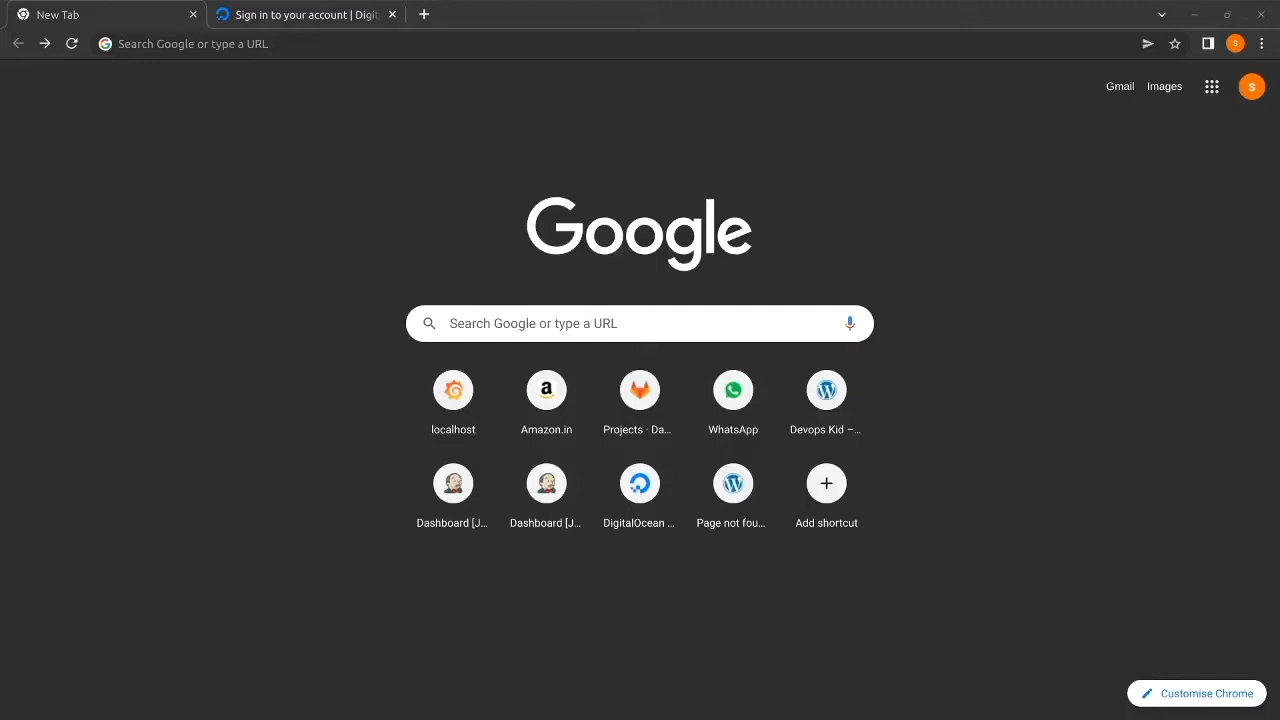 New Tab
Sign in to your account | Digit
Search Google or type a URL
S
Gmail Images
S
Google
Search Google or type a URL
localhost
Amazon.in
Projects · Da...
WhatsApp
Devops Kid –...
Dashboard [J...
Dashboard [J...
DigitalOcean ...
Page not fou...
Add shortcut
Customise Chrome